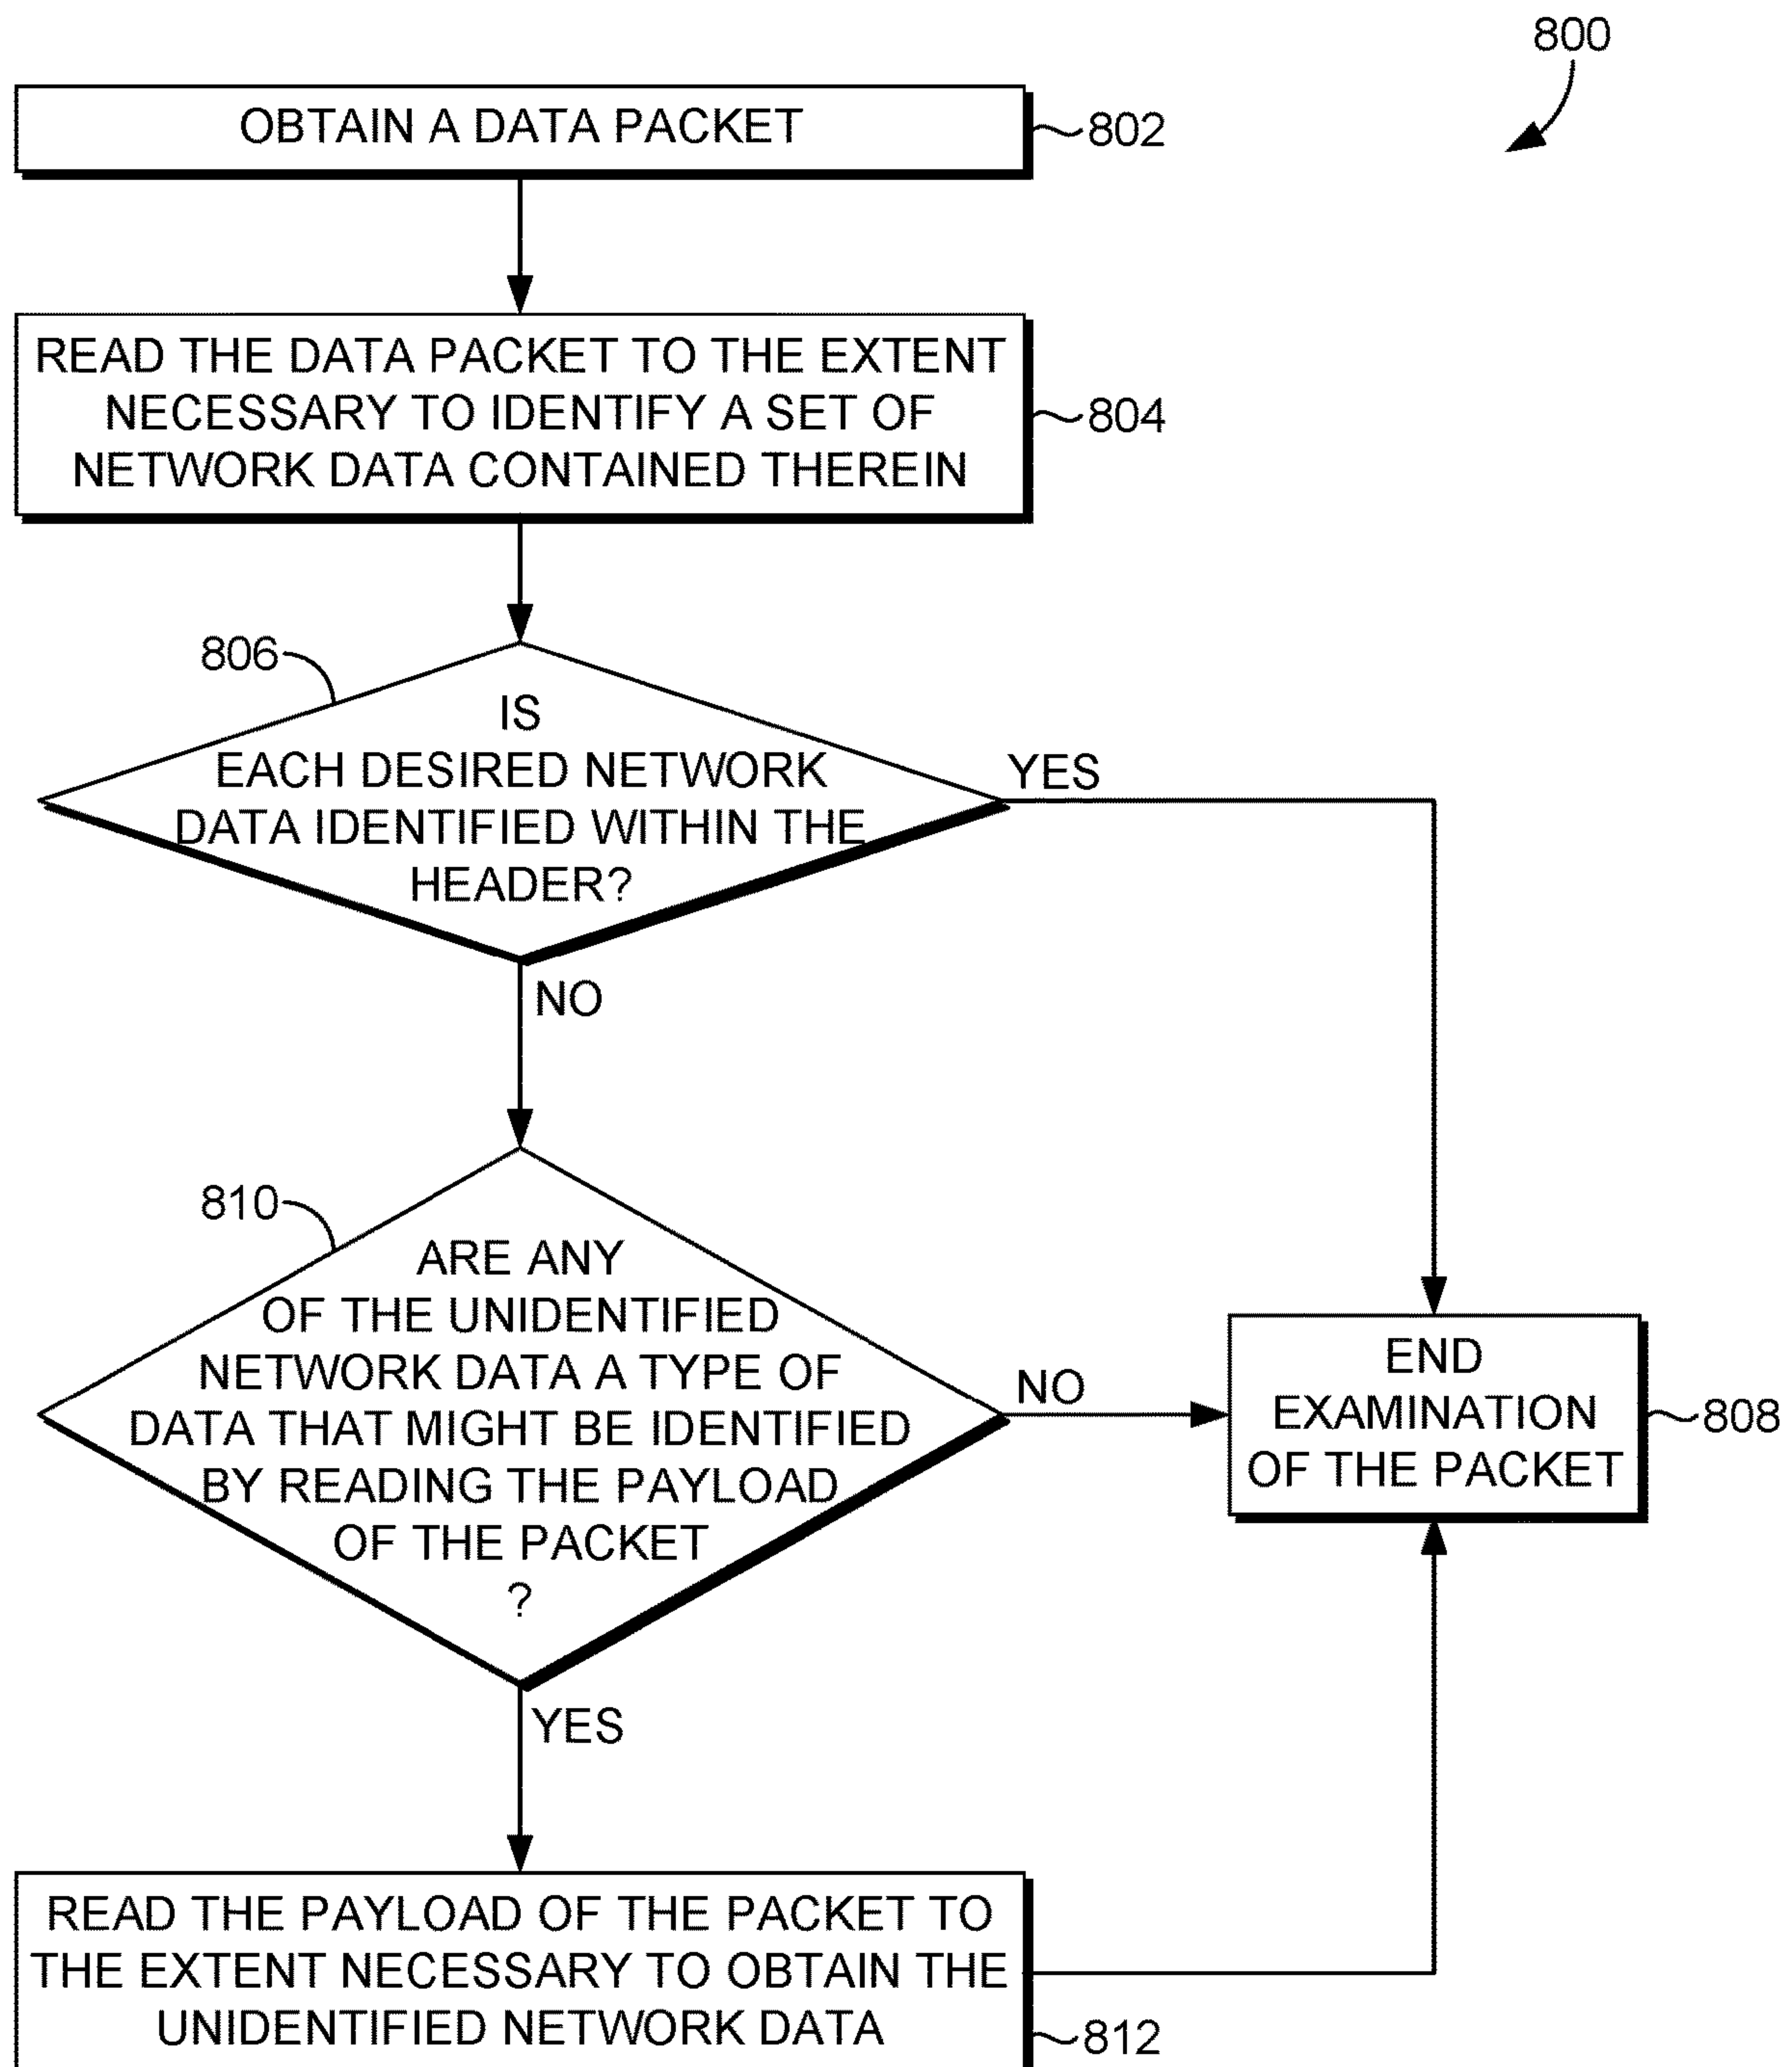 800
OBTAIN A DATA PACKET
802
READ THE DATA PACKET TO THE EXTENT
NECESSARY TO IDENTIFY A SET OF
NETWORK DATA CONTAINED THEREIN
804
806
IS
EACH DESIRED NETWORK
DATA IDENTIFIED WITHIN THE
HEADER?
YES
NO
810
ARE ANY
OF THE UNIDENTIFIED
NETWORK DATA A TYPE OF
DATA THAT MIGHT BE IDENTIFIED
BY READING THE PAYLOAD
OF THE PACKET
?
NO
END
EXAMINATION
OF THE PACKET
808
YES
READ THE PAYLOAD OF THE PACKET TO
THE EXTENT NECESSARY TO OBTAIN THE
UNIDENTIFIED NETWORK DATA
812